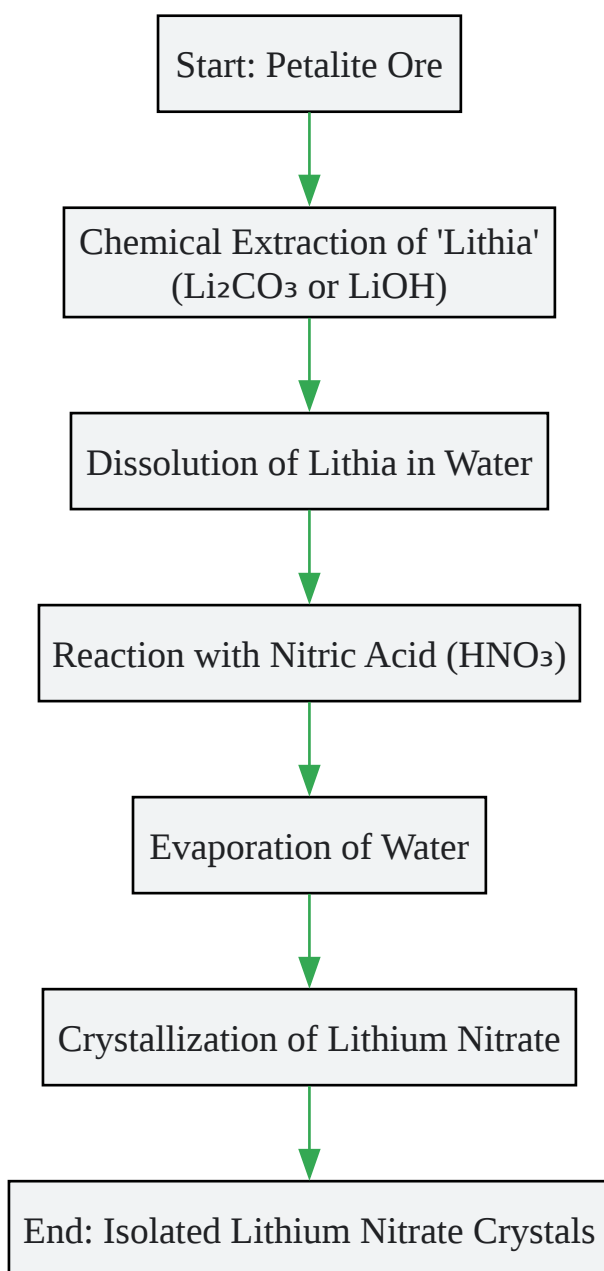 Start: Petalite Ore
Chemical Extraction of 'Lithia'
(Li₂CO₃ or LiOH)
Dissolution of Lithia in Water
Reaction with Nitric Acid (HNO₃)
Evaporation of Water
Crystallization of Lithium Nitrate
End: Isolated Lithium Nitrate Crystals